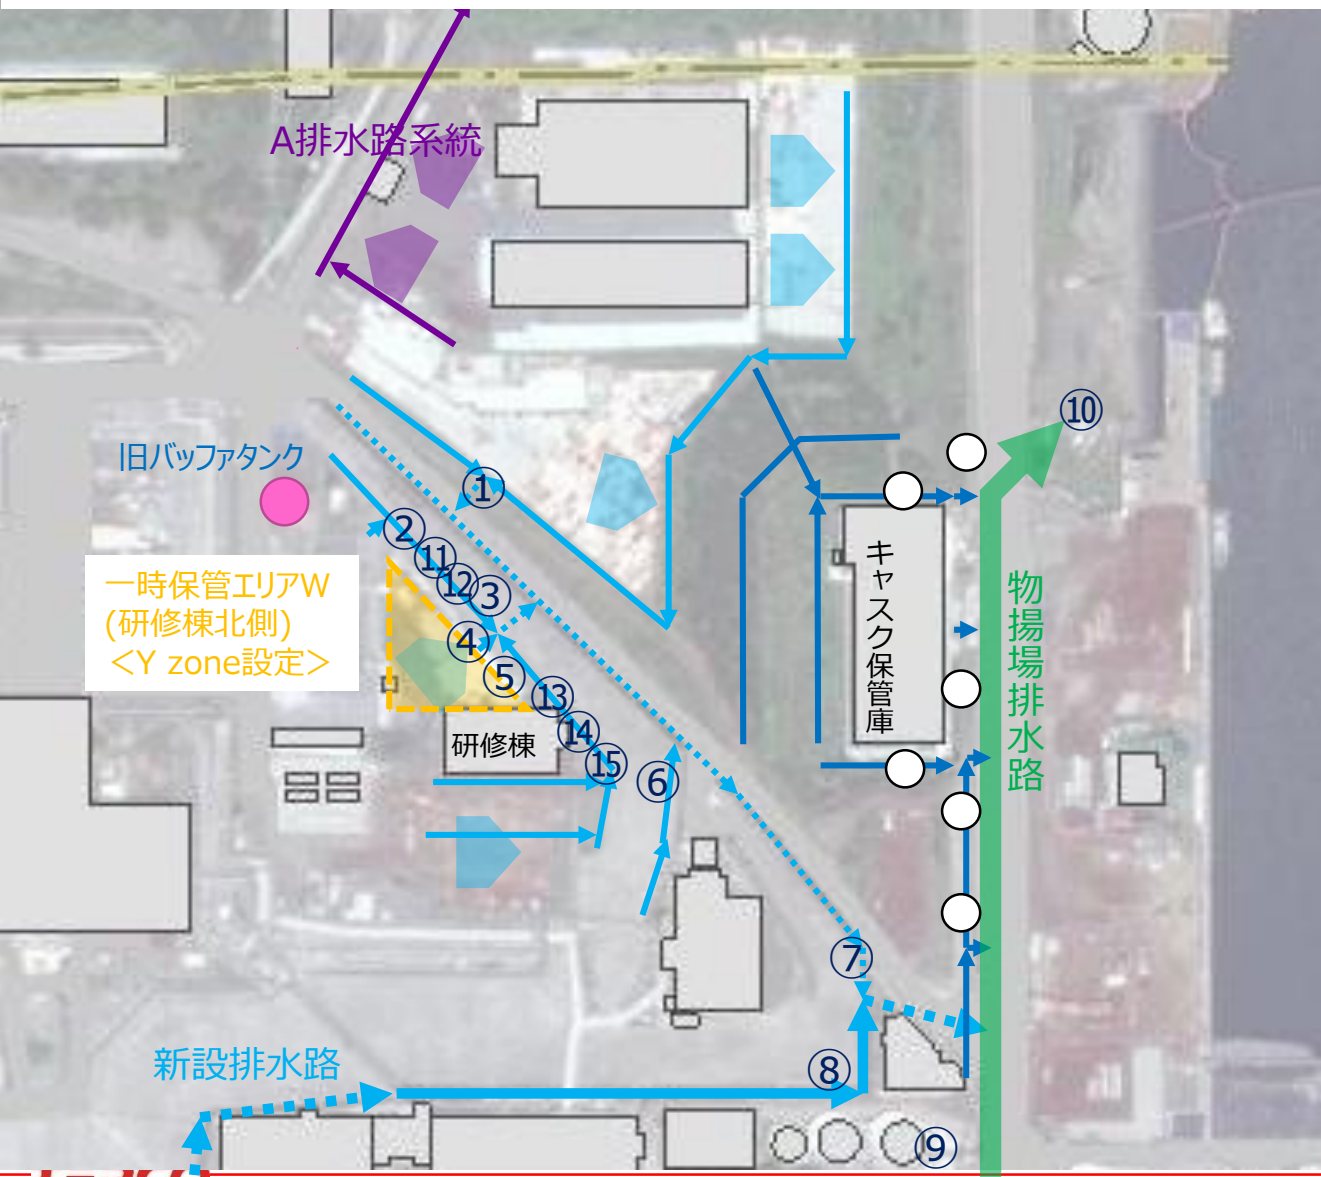 A排水路系統
⑩
旧バッファタンク
①
②
⑪
⑫
③
④
⑤
⑬
⑭
⑮
⑥
一時保管エリアW
(研修棟北側)
＜Y zone設定＞
研修棟
キャスク保管庫
物揚場排水路
⑦
新設排水路
⑧
⑨